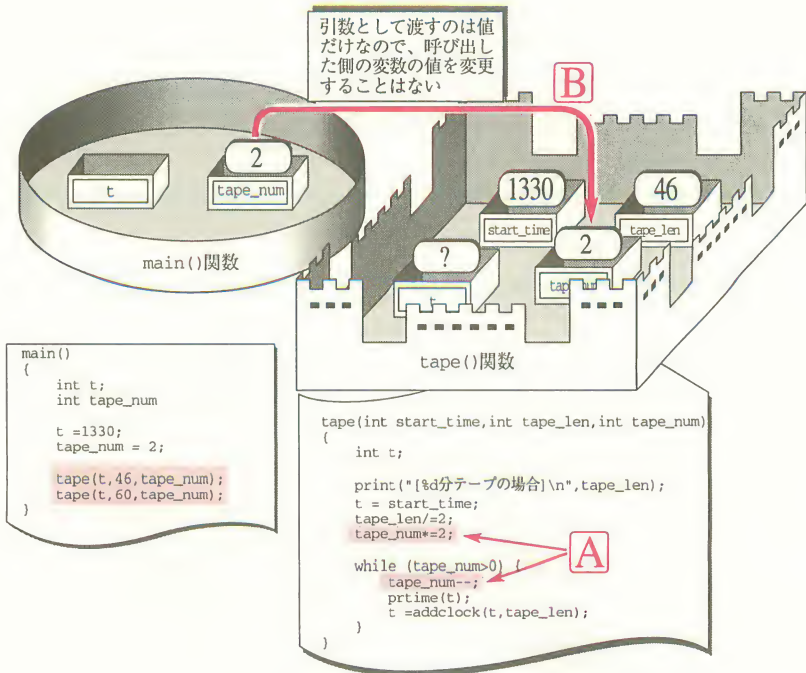 引数として渡すのは値
だけなので、呼び出し
た側の変数の値を変更
することはない
B
2
t
tape_num
main()関数
1330
start_time
46
tape_len
?
t
2
tape()関数
main()
{
int t;
int tape_num
t =1330;
tape_num = 2;
tape(t,46,tape_num);
tape(t,60,tape_num);
}
tape(int start_time,int tape_len,int tape_num)
{
int t;
print("[%d分テープの場合]\n",tape_len);
t = start_time;
tape_len/=2;
tape_num*=2;
A
while (tape_num>0) {
tape_num--;
prtime(t);
t =addclock(t,tape_len);
}
}